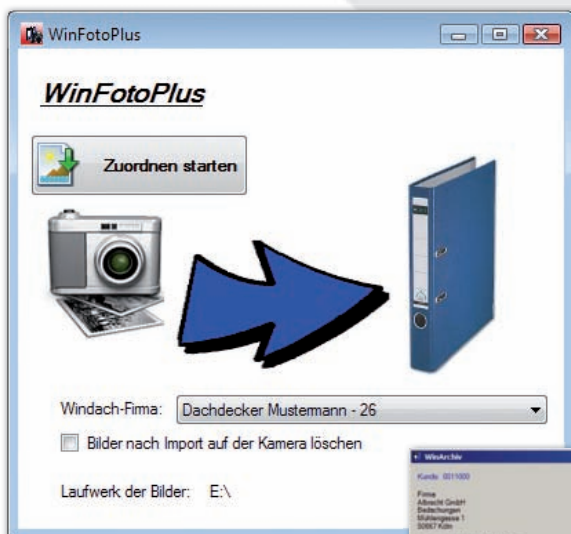 WinFotoPlus
WinFotoPlus
Zuordnen starten
Windach-Firma: Dachdecker Mustermann - 26
Bilder nach Import auf der Kamera löschen
Laufwerk der Bilder: E:\
WinArchiv
Kunde: 0011000
Firma
Albrecht GmbH
Bedachungen
Mühlengasse 1
50667 Köln